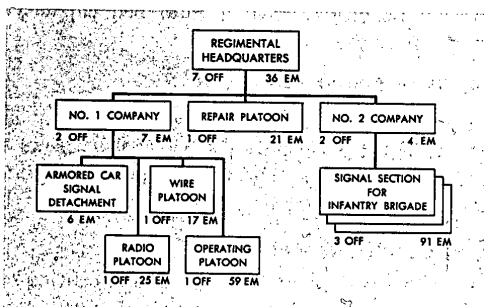 REGIMENTAL
HEADQUARTERS
7 OFF 36 EM
NO. 1 COMPANY
2 OFF 7 EM
REPAIR PLATOON
1 OFF 21 EM
NO. 2 COMPANY
2 OFF 4 EM
ARMORED CAR
SIGNAL
DETACHMENT
6 EM
WIRE
PLATOON
1 OFF 17 EM
SIGNAL SECTION
FOR
INFANTRY BRIGADE
3 OFF 91 EM
RADIO
PLATOON
1 OFF 25 EM
OPERATING
PLATOON
1 OFF 59 EM